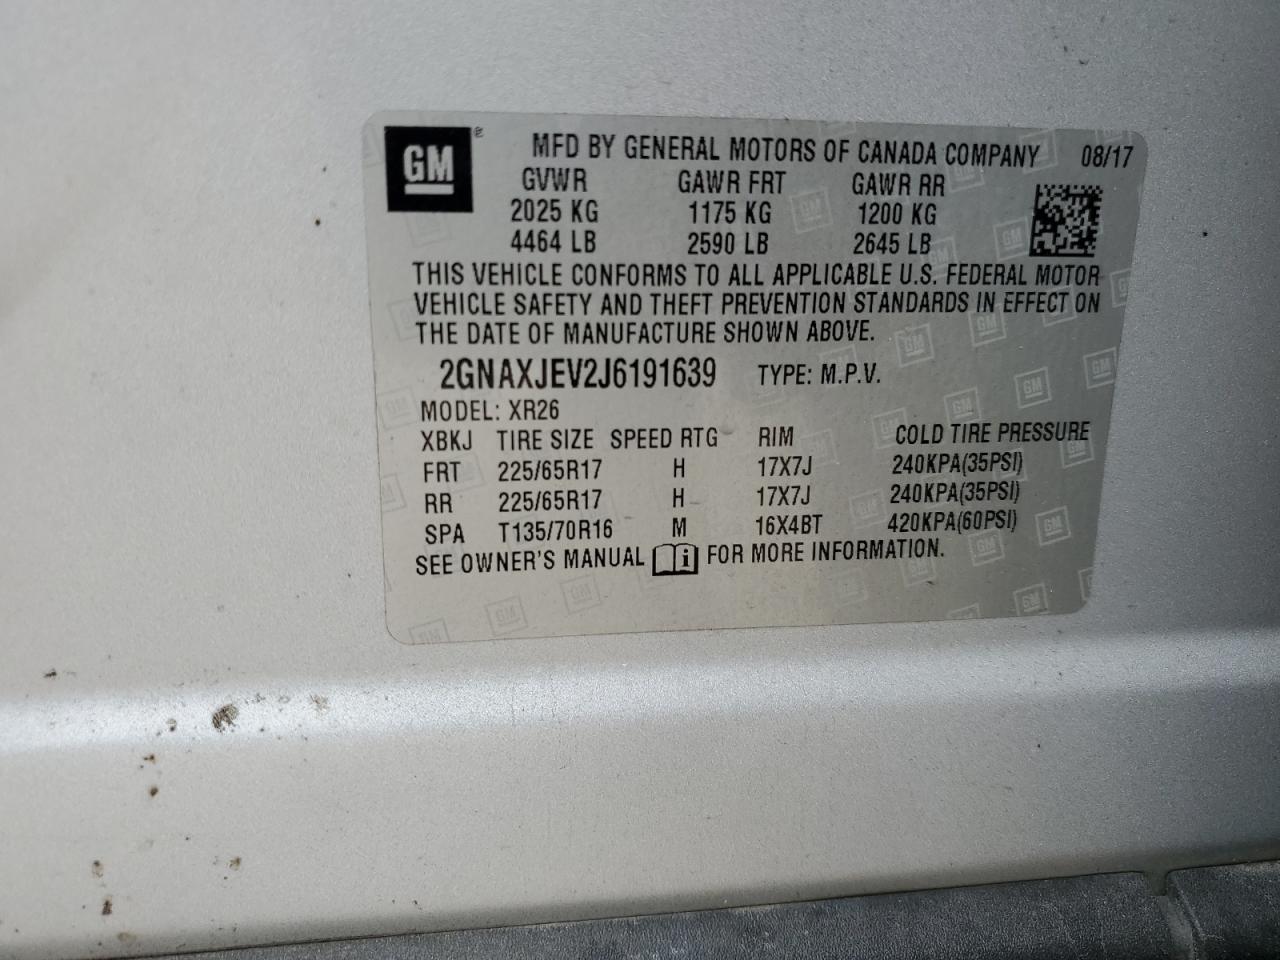 GM ® MFD BY GENERAL MOTORS OF CANADA COMPANY 08/17
GVWR GAWR FRT GAWR RR
2025 KG 1175 KG 1200 KG
4464 LB 2590 LB 2645 LB
THIS VEHICLE CONFORMS TO ALL APPLICABLE U.S. FEDERAL MOTOR
VEHICLE SAFETY AND THEFT PREVENTION STANDARDS IN EFFECT ON
THE DATE OF MANUFACTURE SHOWN ABOVE.
2GNAXJEV2J6191639 TYPE: M.P.V.
MODEL: XR26
XBKJ TIRE SIZE SPEED RTG RIM COLD TIRE PRESSURE
FRT 225/65R17 H 17X7J 240KPA(35PSI)
RR 225/65R17 H 17X7J 240KPA(35PSI)
SPA T135/70R16 M 16X4BT 420KPA(60PSI)
SEE OWNER'S MANUAL FOR MORE INFORMATION.